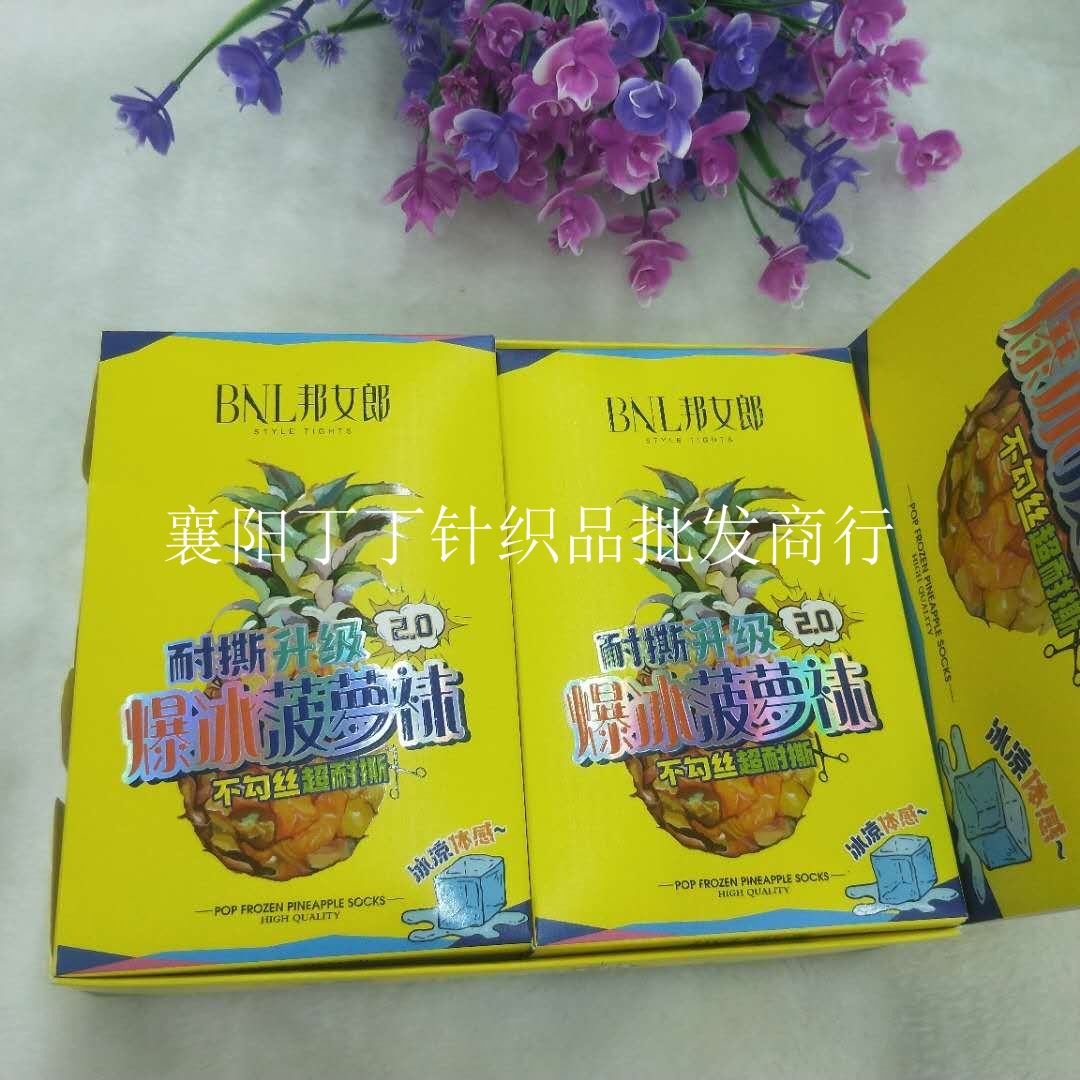 BNL邦女郎
STYLE TIGHTS
襄阳丁丁针织品批发商行
2.0
耐撕升级
爆冰菠萝袜
不勾丝超耐撕
冰凉体感~
POP FROZEN PINEAPPLE SOCKS
HIGH QUALITY
BNL邦女郎
STYLE TIGHTS
2.0
耐撕升级
爆冰菠萝袜
不勾丝超耐撕
冰凉体感~
POP FROZEN PINEAPPLE SOCKS
HIGH QUALITY
爆冰
不勾丝超耐撕
POP FROZEN PINEAPPLE SOCKS
HIGH QUALITY
冰凉体感~